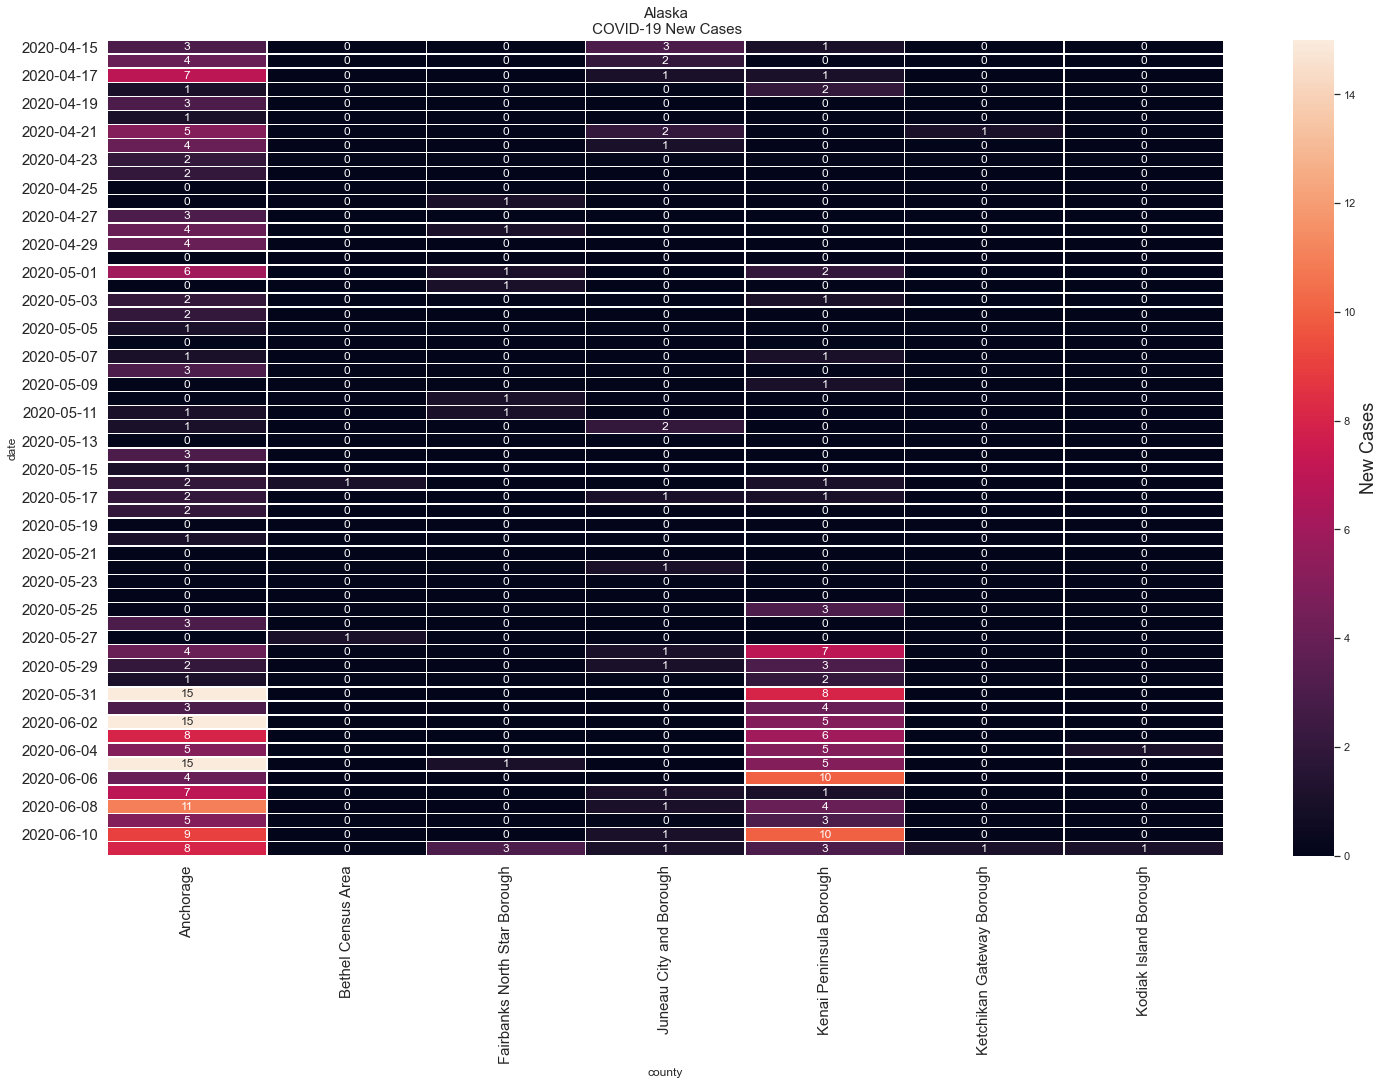 Alaska
COVID-19 New Cases
2020-04-15 3 0 0 3 1 0 0
4 0 0 2 0 0 0
2020-04-17 7 0 0 1 1 0 0
1 0 0 0 2 0 0
2020-04-19 3 0 0 0 0 0 0
1 0 0 0 0 0 0
2020-04-21 5 0 0 2 0 1 0
4 0 0 1 0 0 0
2020-04-23 2 0 0 0 0 0 0
2 0 0 0 0 0 0
2020-04-25 0 0 0 0 0 0 0
0 0 1 0 0 0 0
2020-04-27 3 0 0 0 0 0 0
4 0 1 0 0 0 0
2020-04-29 4 0 0 0 0 0 0
0 0 0 0 0 0 0
2020-05-01 6 0 1 0 2 0 0
0 0 1 0 0 0 0
2020-05-03 2 0 0 0 1 0 0
2 0 0 0 0 0 0
2020-05-05 1 0 0 0 0 0 0
0 0 0 0 0 0 0
2020-05-07 1 0 0 0 1 0 0
3 0 0 0 0 0 0
2020-05-09 0 0 0 0 1 0 0
0 0 1 0 0 0 0
2020-05-11 1 0 1 0 0 0 0
1 0 0 2 0 0 0
2020-05-13 0 0 0 0 0 0 0
3 0 0 0 0 0 0
2020-05-15 1 0 0 0 0 0 0
2 1 0 0 1 0 0
2020-05-17 2 0 0 1 1 0 0
2 0 0 0 0 0 0
2020-05-19 0 0 0 0 0 0 0
1 0 0 0 0 0 0
2020-05-21 0 0 0 0 0 0 0
0 0 0 1 0 0 0
2020-05-23 0 0 0 0 0 0 0
0 0 0 0 0 0 0
2020-05-25 0 0 0 0 3 0 0
3 0 0 0 0 0 0
2020-05-27 0 1 0 0 0 0 0
4 0 0 1 7 0 0
2020-05-29 2 0 0 1 3 0 0
1 0 0 0 2 0 0
2020-05-31 15 0 0 0 8 0 0
3 0 0 0 4 0 0
2020-06-02 15 0 0 0 5 0 0
8 0 0 0 6 0 0
2020-06-04 5 0 0 0 5 0 1
15 0 1 0 5 0 0
2020-06-06 4 0 0 0 10 0 0
7 0 0 1 1 0 0
2020-06-08 11 0 0 1 4 0 0
5 0 0 0 3 0 0
2020-06-10 9 0 0 1 10 0 0
8 0 3 1 3 1 1
date
Anchorage
Bethel Census Area
Fairbanks North Star Borough
Juneau City and Borough
Kenai Peninsula Borough
Ketchikan Gateway Borough
Kodiak Island Borough
county
14
12
10
8
6
4
2
0
New Cases